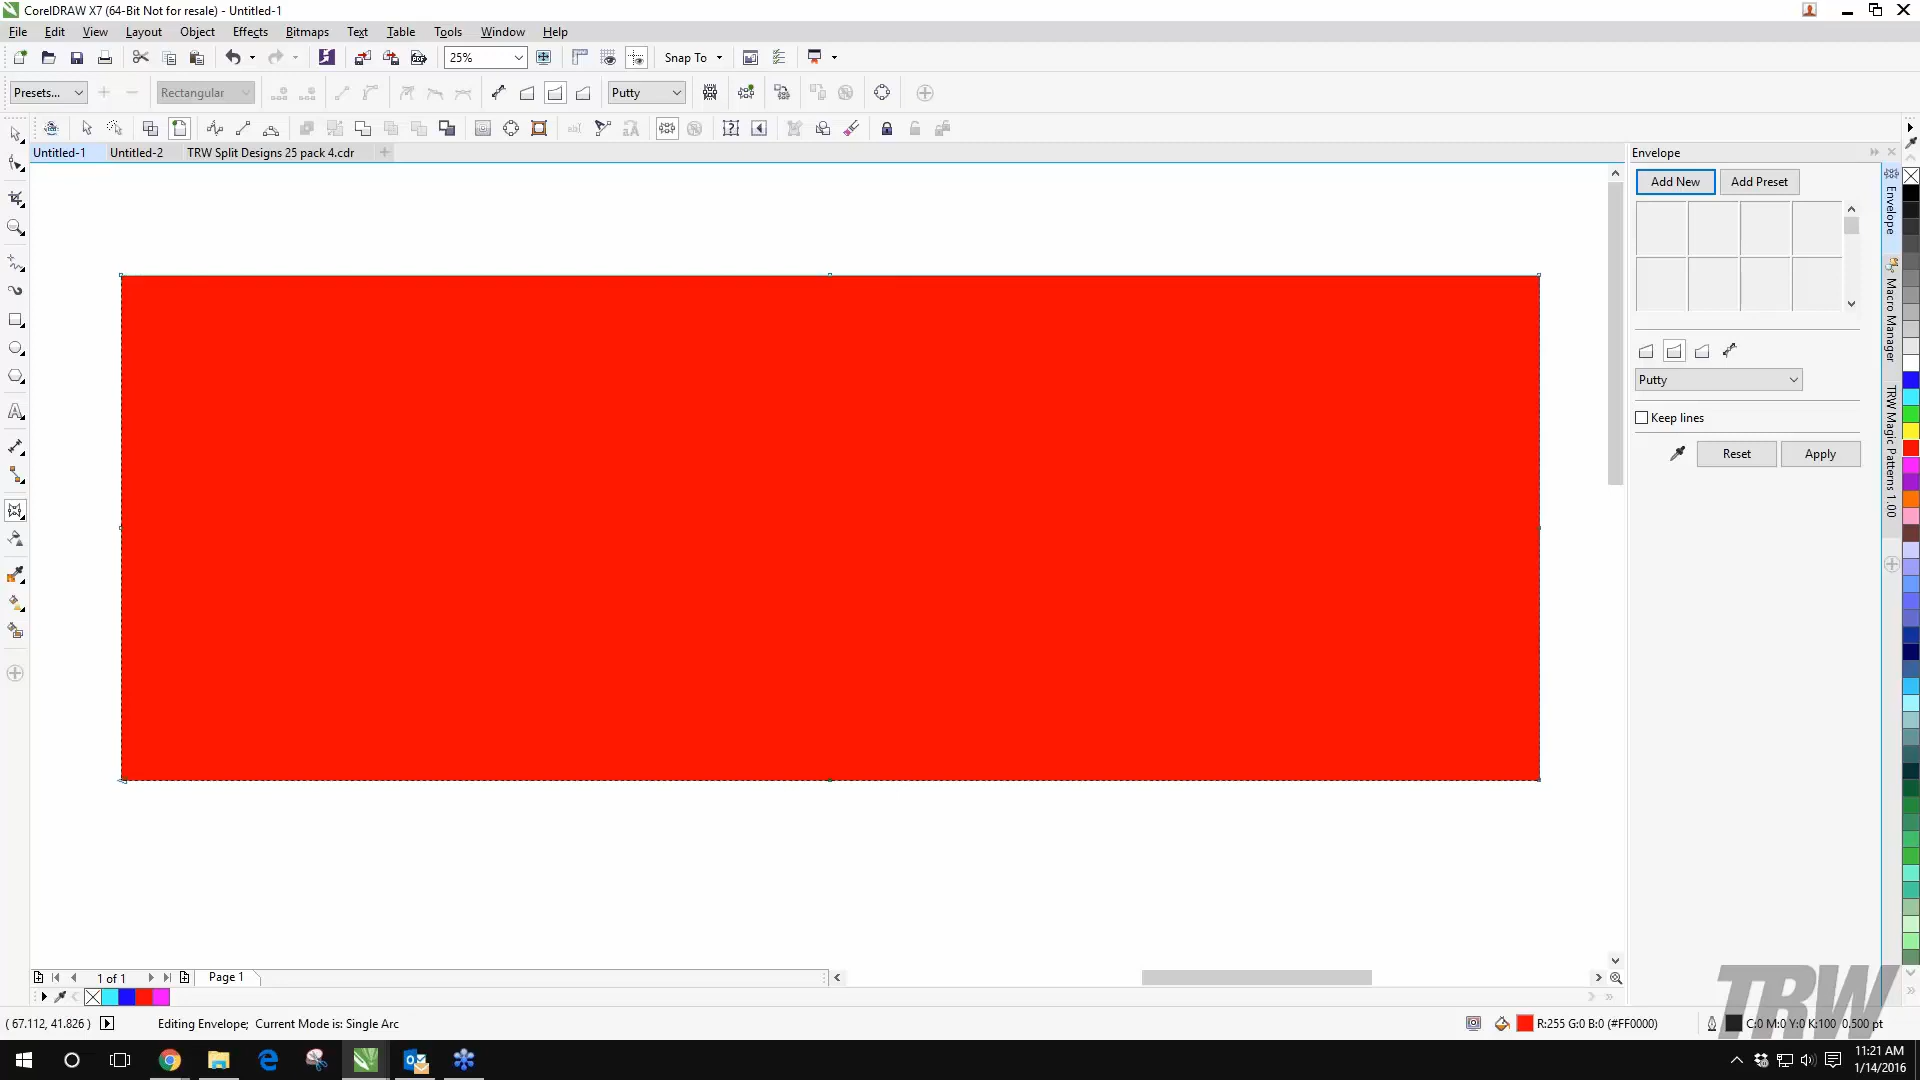 CorelDRAW X7 (64-Bit Not for resale) - Untitled-1
File Edit View Layout Object Effects Bitmaps Text Table Tools Window Help
25% Snap To
Presets... Rectangular Putty
ab|
Untitled-1 Untitled-2 TRW Split Designs 25 pack 4.cdr
Envelope
Add New Add Preset
Putty
Keep lines
Reset Apply
Envelope
Macro Manager
TRW Magic Patterns 1.00
1 of 1 Page 1
( 67.112, 41.826 ) Editing Envelope; Current Mode is: Single Arc R:255 G:0 B:0 (#FF0000) C:0 M:0 Y:0 K:100 0.500 pt
TRW
11:21 AM
1/14/2016